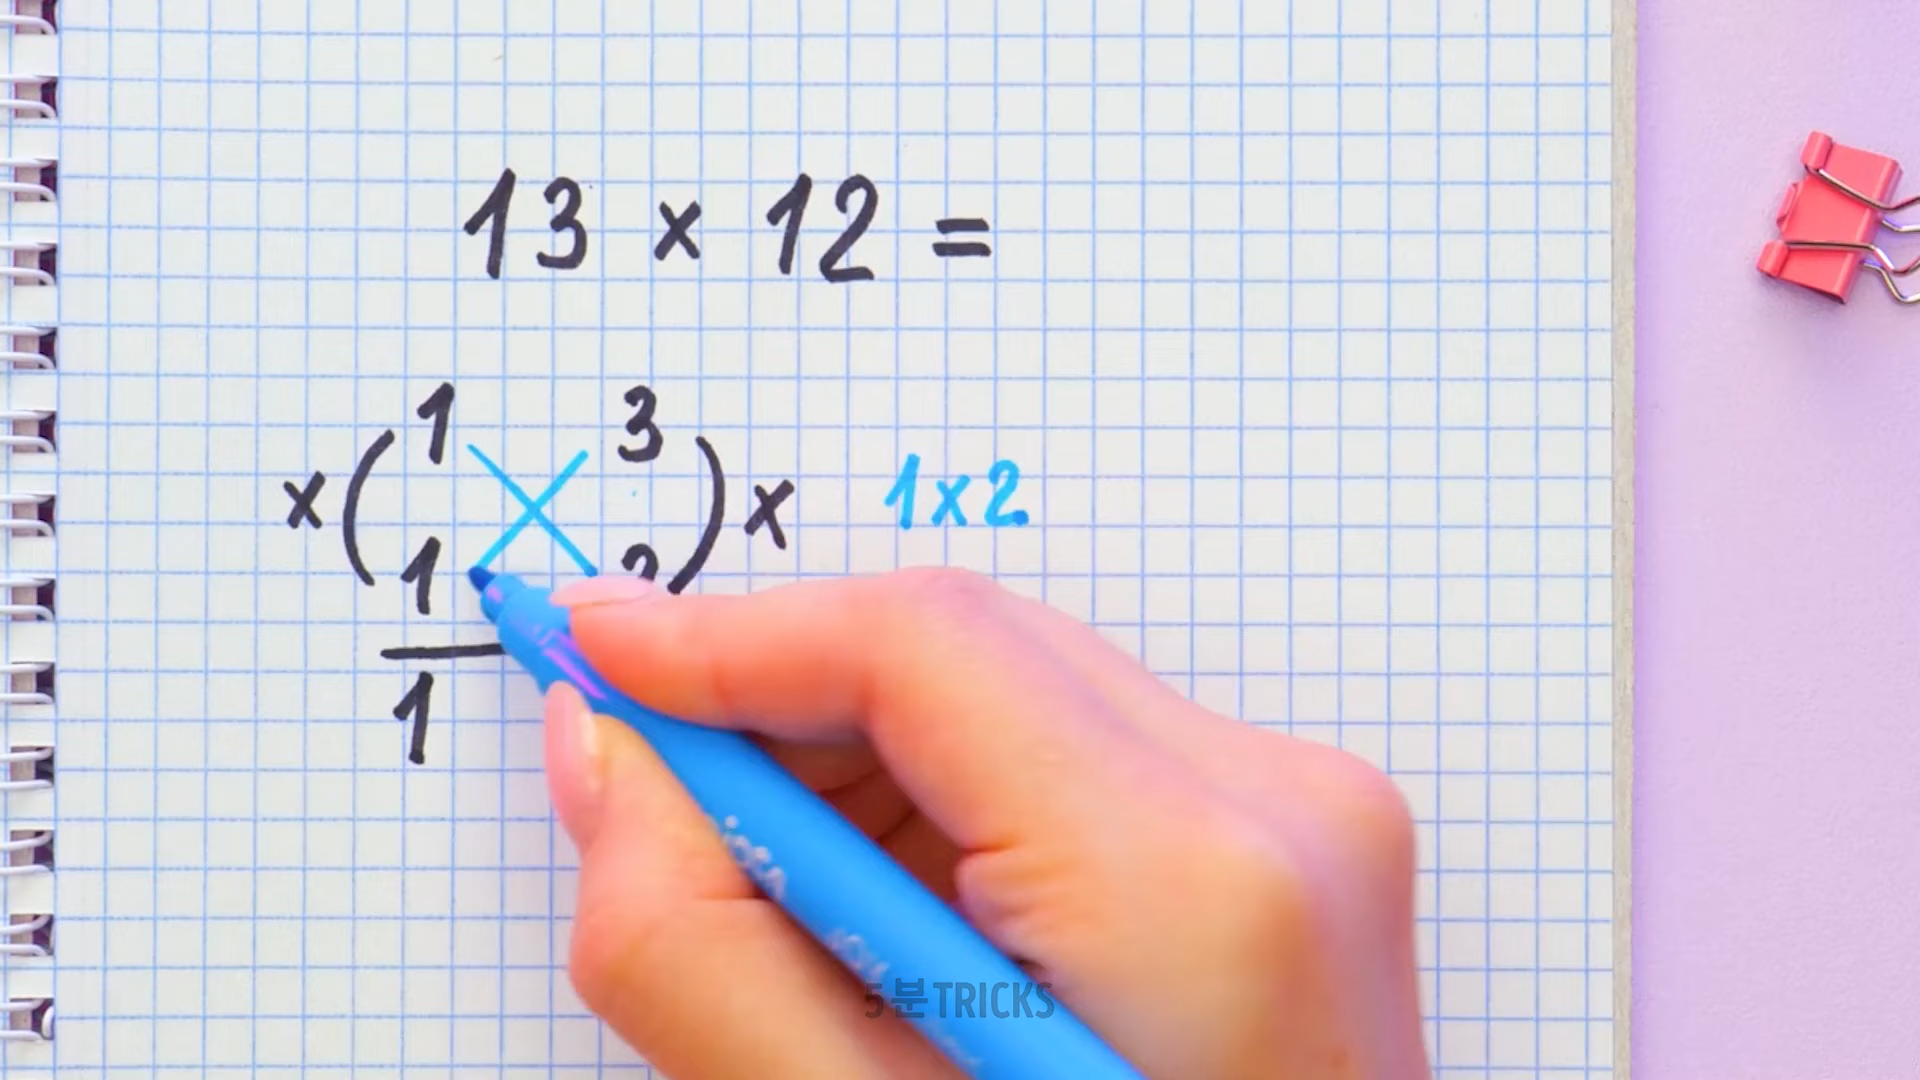 13 × 12 =
1 3
× ( ) × 1×2
1 2
1
5분TRICKS